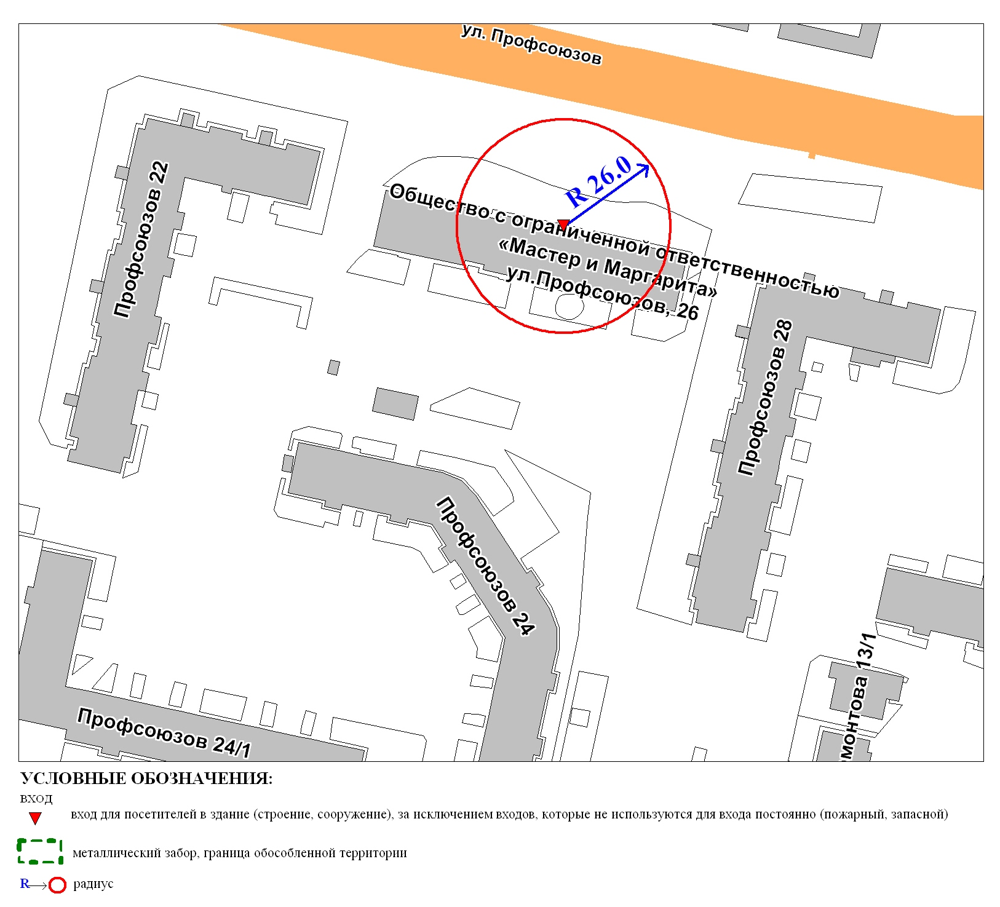 ул. Профсоюзов
Профсоюзов 22
R 26.0
Общество с ограниченной ответственностью
«Мастер и Маргарита»
ул.Профсоюзов, 26
Профсоюзов 28
Профсоюзов 24
Профсоюзов 24/1
омонтова 13/1
УСЛОВНЫЕ ОБОЗНАЧЕНИЯ:
ВХОД
вход для посетителей в здание (строение, сооружение), за исключением входов, которые не используются для входа постоянно (пожарный, запасной)
металлический забор, граница обособленной территории
R радиус